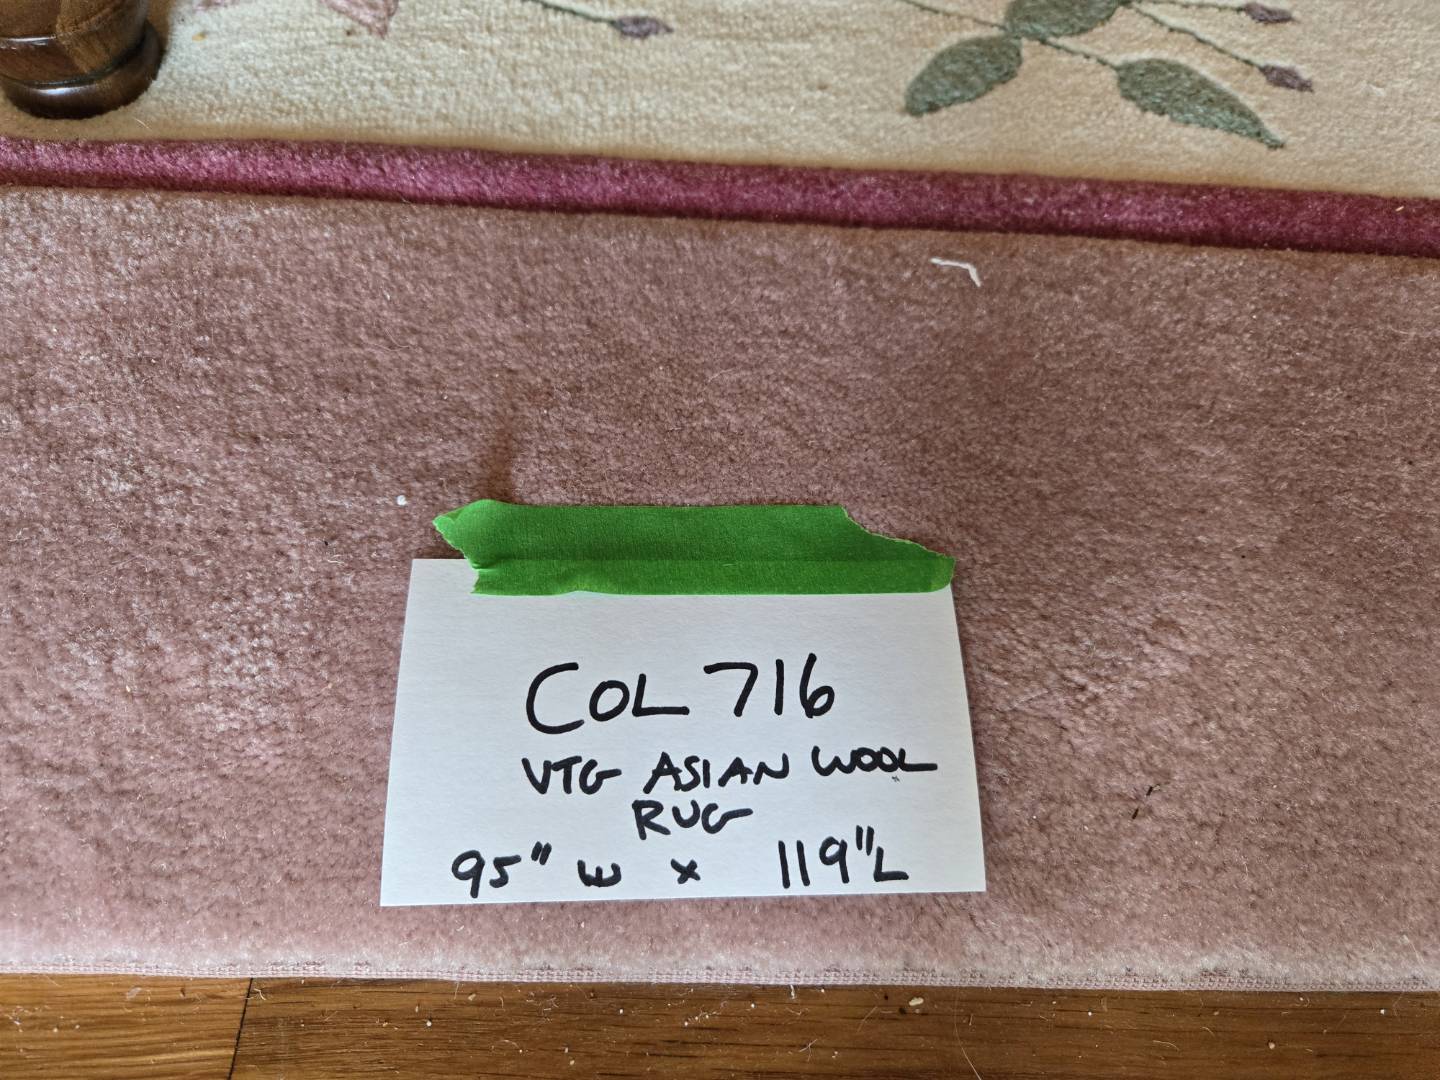 COL 716
VTG ASIAN WOOL
RUG
95" W x 119" L